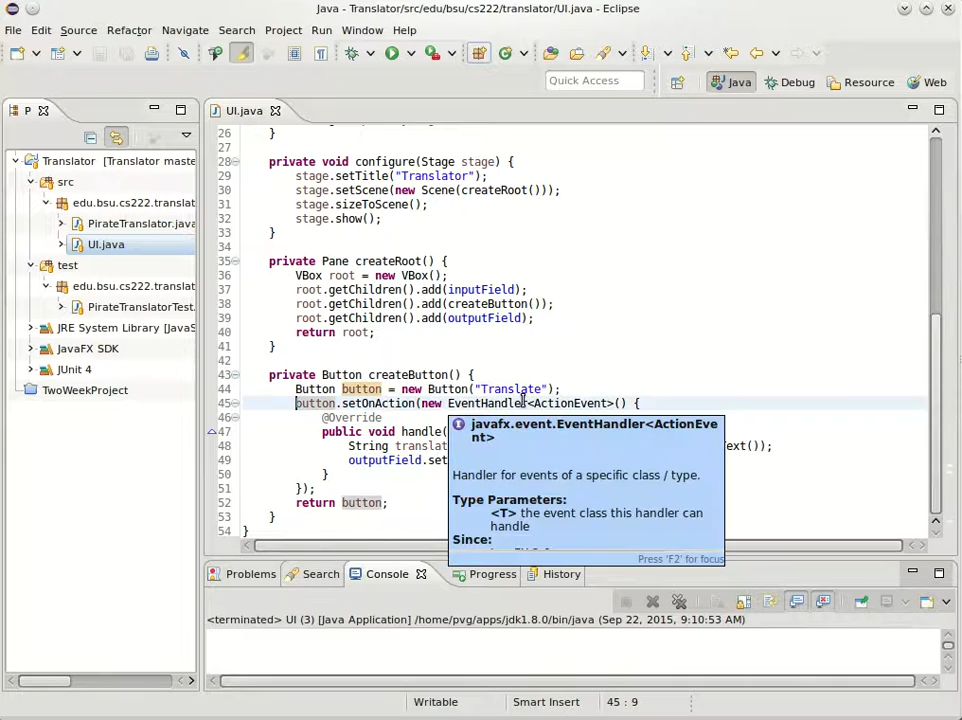 Java - Translator/src/edu/bsu/cs222/translator/UI.java - Eclipse
File Edit Source Refactor Navigate Search Project Run Window Help
Quick Access
Java Debug Resource Web
P
UI.java
Translator [Translator maste
src
edu.bsu.cs222.translat
PirateTranslator.java
UI.java
test
edu.bsu.cs222.translat
PirateTranslatorTest.
JRE System Library [JavaS
JavaFX SDK
JUnit 4
TwoWeekProject
26 }
27
28 private void configure(Stage stage) {
29 stage.setTitle("Translator");
30 stage.setScene(new Scene(createRoot()));
31 stage.sizeToScene();
32 stage.show();
33 }
34
35 private Pane createRoot() {
36 VBox root = new VBox();
37 root.getChildren().add(inputField);
38 root.getChildren().add(createButton());
39 root.getChildren().add(outputField);
40 return root;
41 }
42
43 private Button createButton() {
44 Button button = new Button("Translate");
45 button.setOnAction(new EventHandler<ActionEvent>() {
46 @Override
47 public void handle(
48 String translat ext());
49 outputField.set
50 }
51 });
52 return button;
53 }
54 }
javafx.event.EventHandler<ActionEve
nt>
Handler for events of a specific class / type.
Type Parameters:
<T> the event class this handler can
handle
Since:
Press 'F2' for focus
Problems Search Console Progress History
<terminated> UI (3) [Java Application] /home/pvg/apps/jdk1.8.0/bin/java (Sep 22, 2015, 9:10:53 AM)
Writable Smart Insert 45 : 9